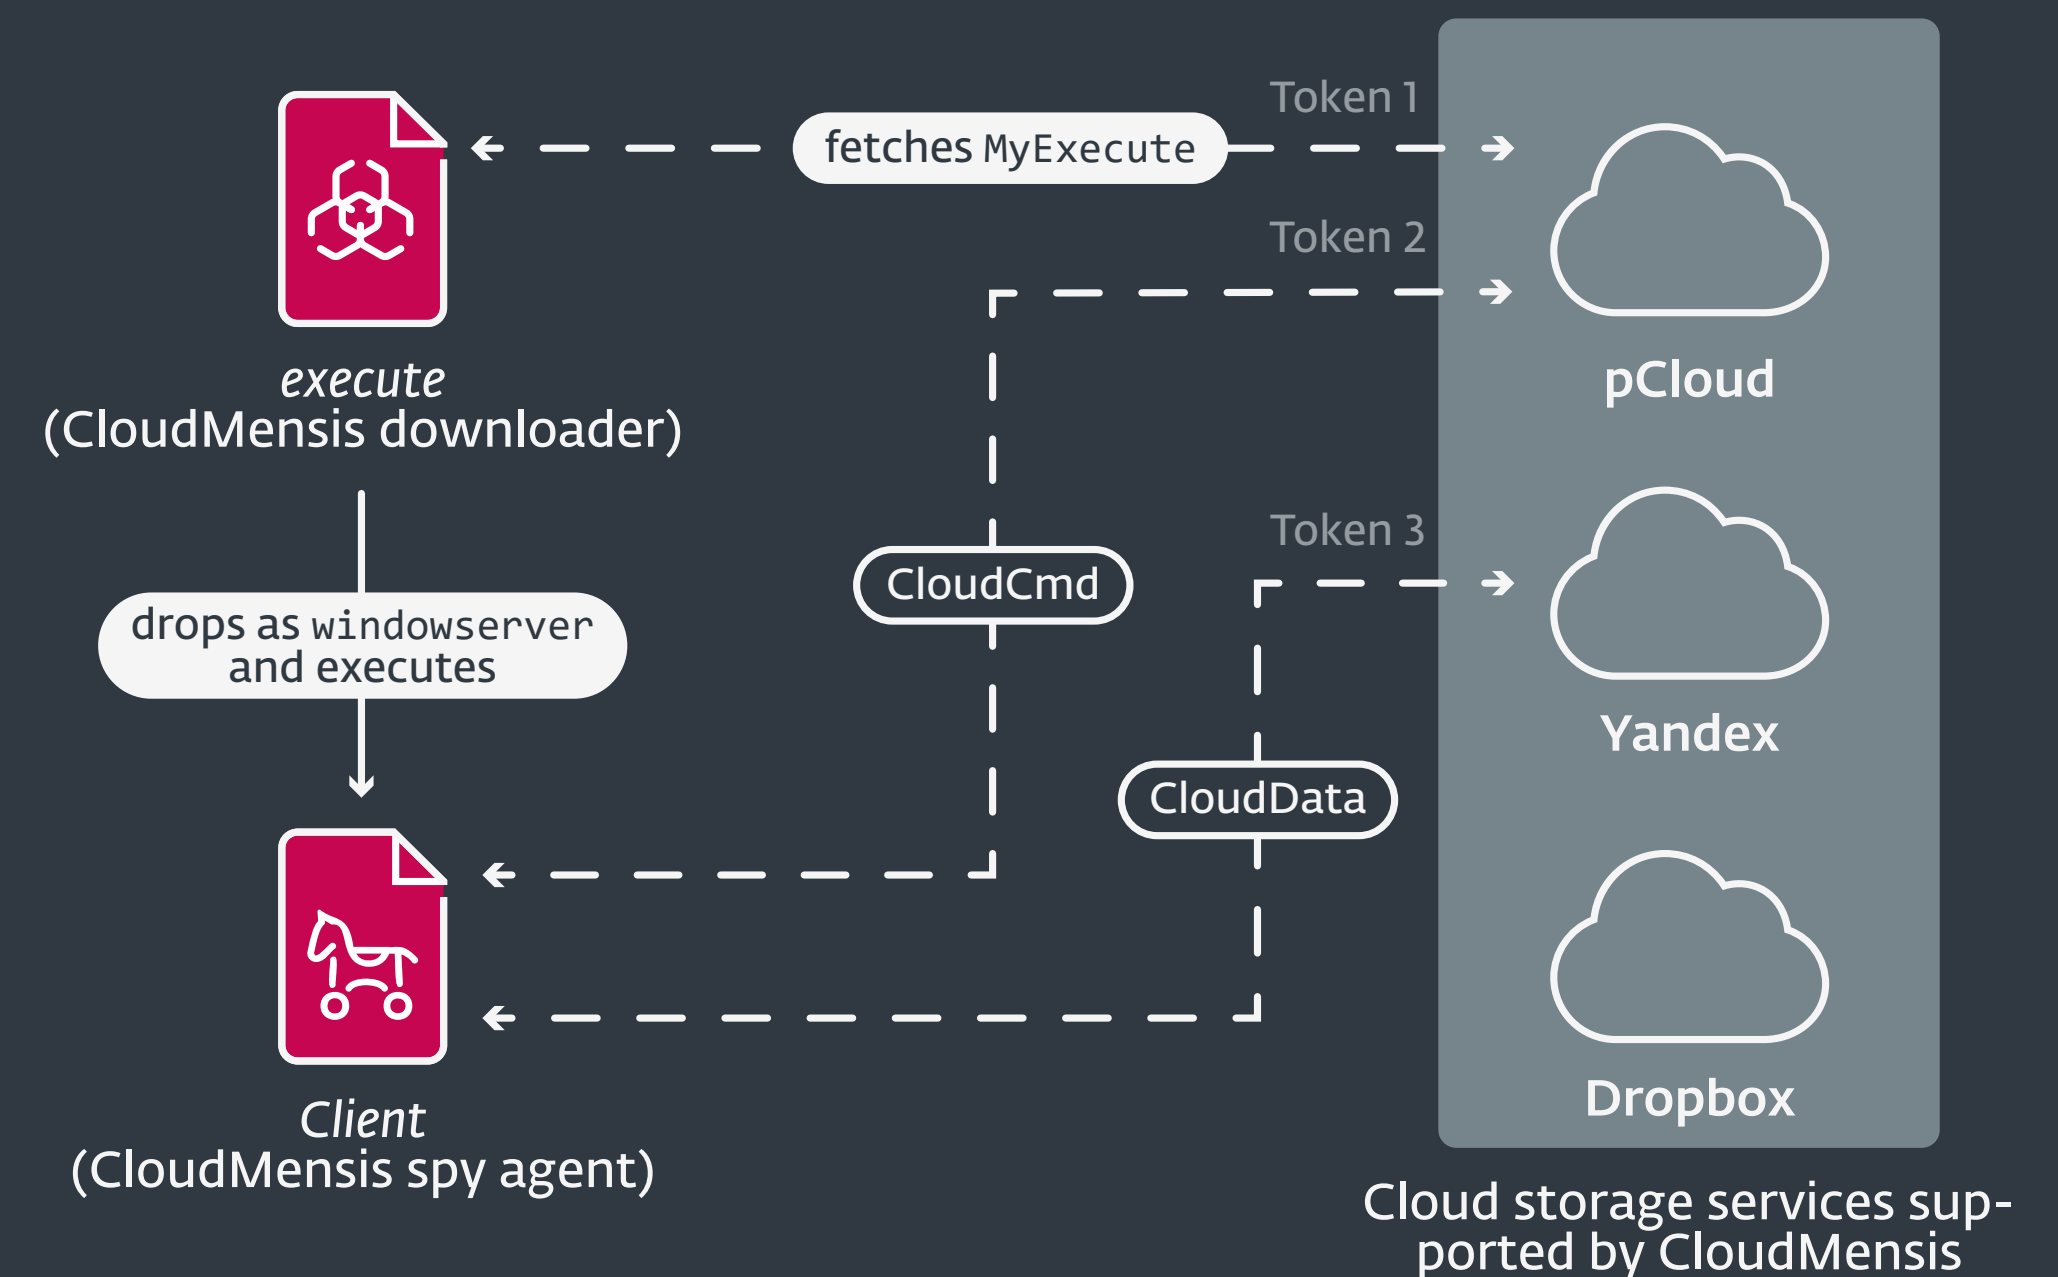 Token 1
fetches MyExecute
Token 2
execute
(CloudMensis downloader)
pCloud
Token 3
CloudCmd
drops as windowserver
and executes
Yandex
CloudData
Client
(CloudMensis spy agent)
Dropbox
Cloud storage services sup-
ported by CloudMensis